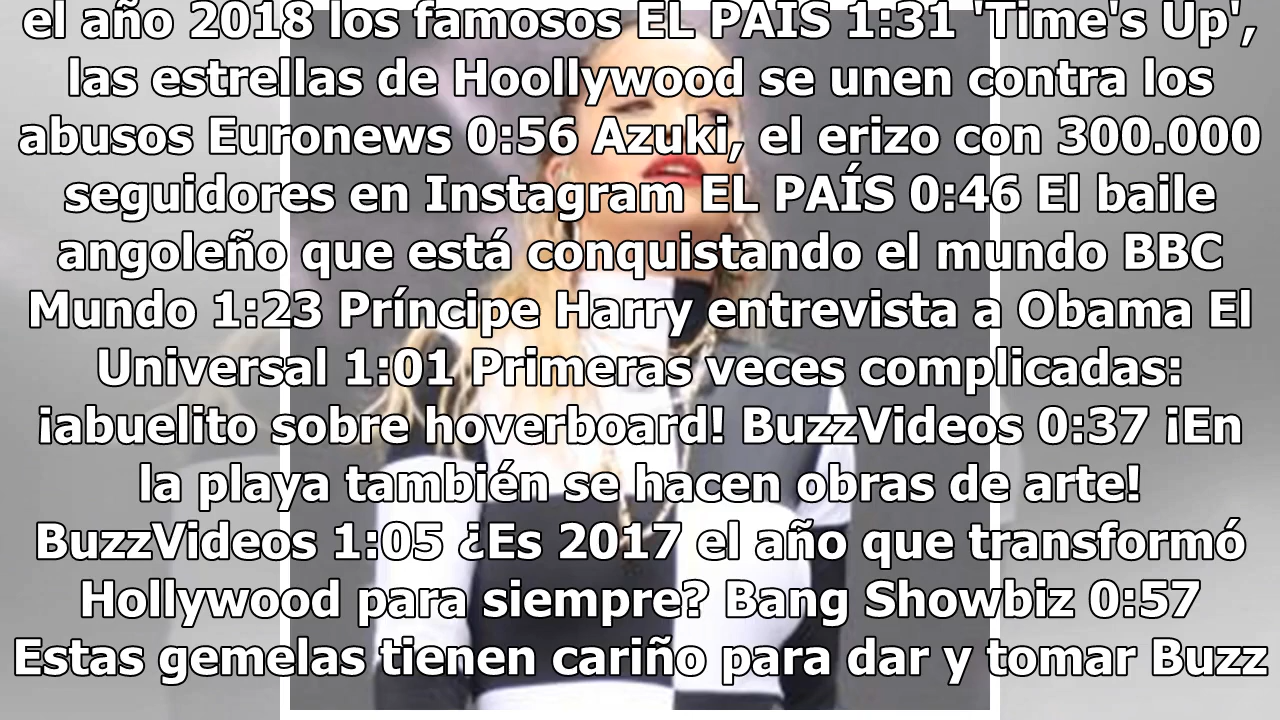 el año 2018 los famosos EL PAÍS 1:31 'Time's Up',
las estrellas de Hoollywood se unen contra los
abusos Euronews 0:56 Azuki, el erizo con 300.000
seguidores en Instagram EL PAÍS 0:46 El baile
angoleño que está conquistando el mundo BBC
Mundo 1:23 Príncipe Harry entrevista a Obama El
Universal 1:01 Primeras veces complicadas:
¡abuelito sobre hoverboard! BuzzVideos 0:37 ¡En
la playa también se hacen obras de arte!
BuzzVideos 1:05 ¿Es 2017 el año que transformó
Hollywood para siempre? Bang Showbiz 0:57
Estas gemelas tienen cariño para dar y tomar Buzz